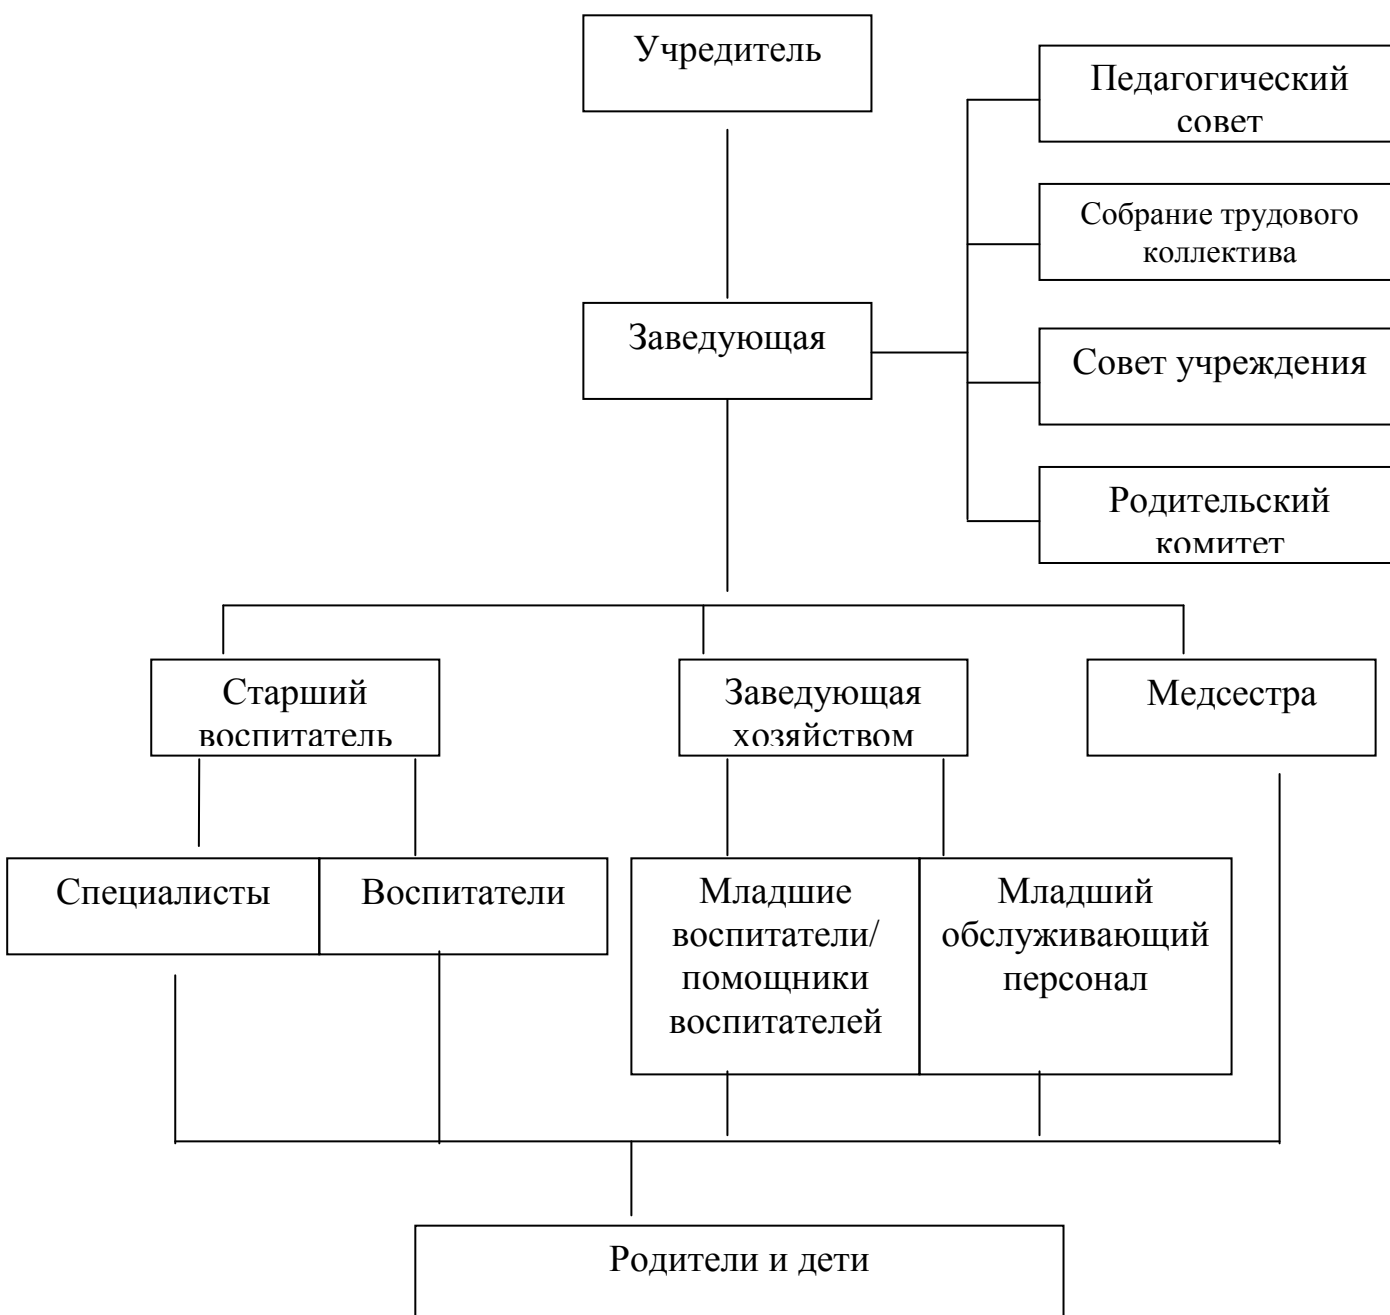 Учредитель
Педагогический
совет
Собрание трудового
коллектива
Заведующая
Совет учреждения
Родительский
комитет
Старший
воспитатель
Заведующая
хозяйством
Медсестра
Специалисты
Воспитатели
Младшие
воспитатели/
помощники
воспитателей
Младший
обслуживающий
персонал
Родители и дети